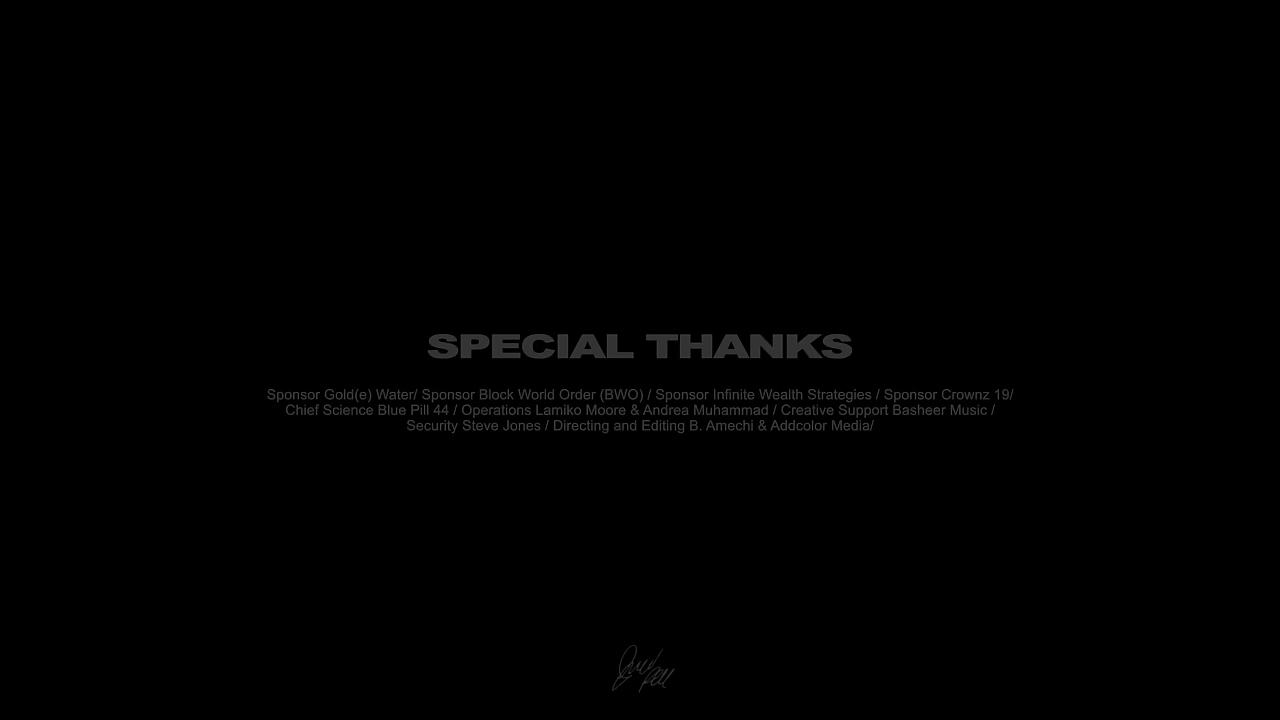 SPECIAL THANKS
Sponsor Gold(e) Water/ Sponsor Block World Order (BWO) / Sponsor Infinite Wealth Strategies / Sponsor Crownz 19/
Chief Science Blue Pill 44 / Operations Lamiko Moore & Andrea Muhammad / Creative Support Basheer Music /
Security Steve Jones / Directing and Editing B. Amechi & Addcolor Media/